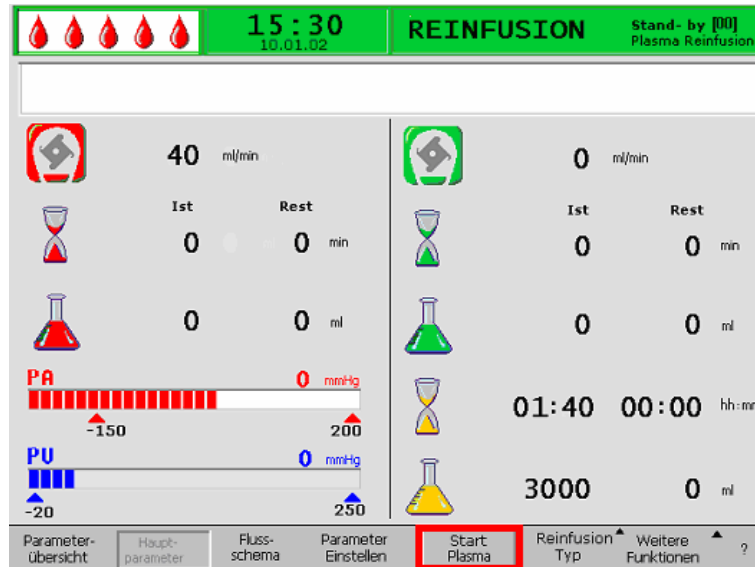 15:30
10.01.02
REINFUSION
Stand- by [00]
Plasma Reinfusion
40 ml/min
Ist Rest
0 0 min
0 0 ml
PA 0 mmHg
-150 200
PV 0 mmHg
-20 250
0 ml/min
Ist Rest
0 0 min
0 0 ml
01:40 00:00 hh:mm
3000 0 ml
Parameter-
übersicht
Haupt-
parameter
Fluss-
schema
Parameter
Einstellen
Start
Plasma
Reinfusion
Typ
Weitere
Funktionen
?